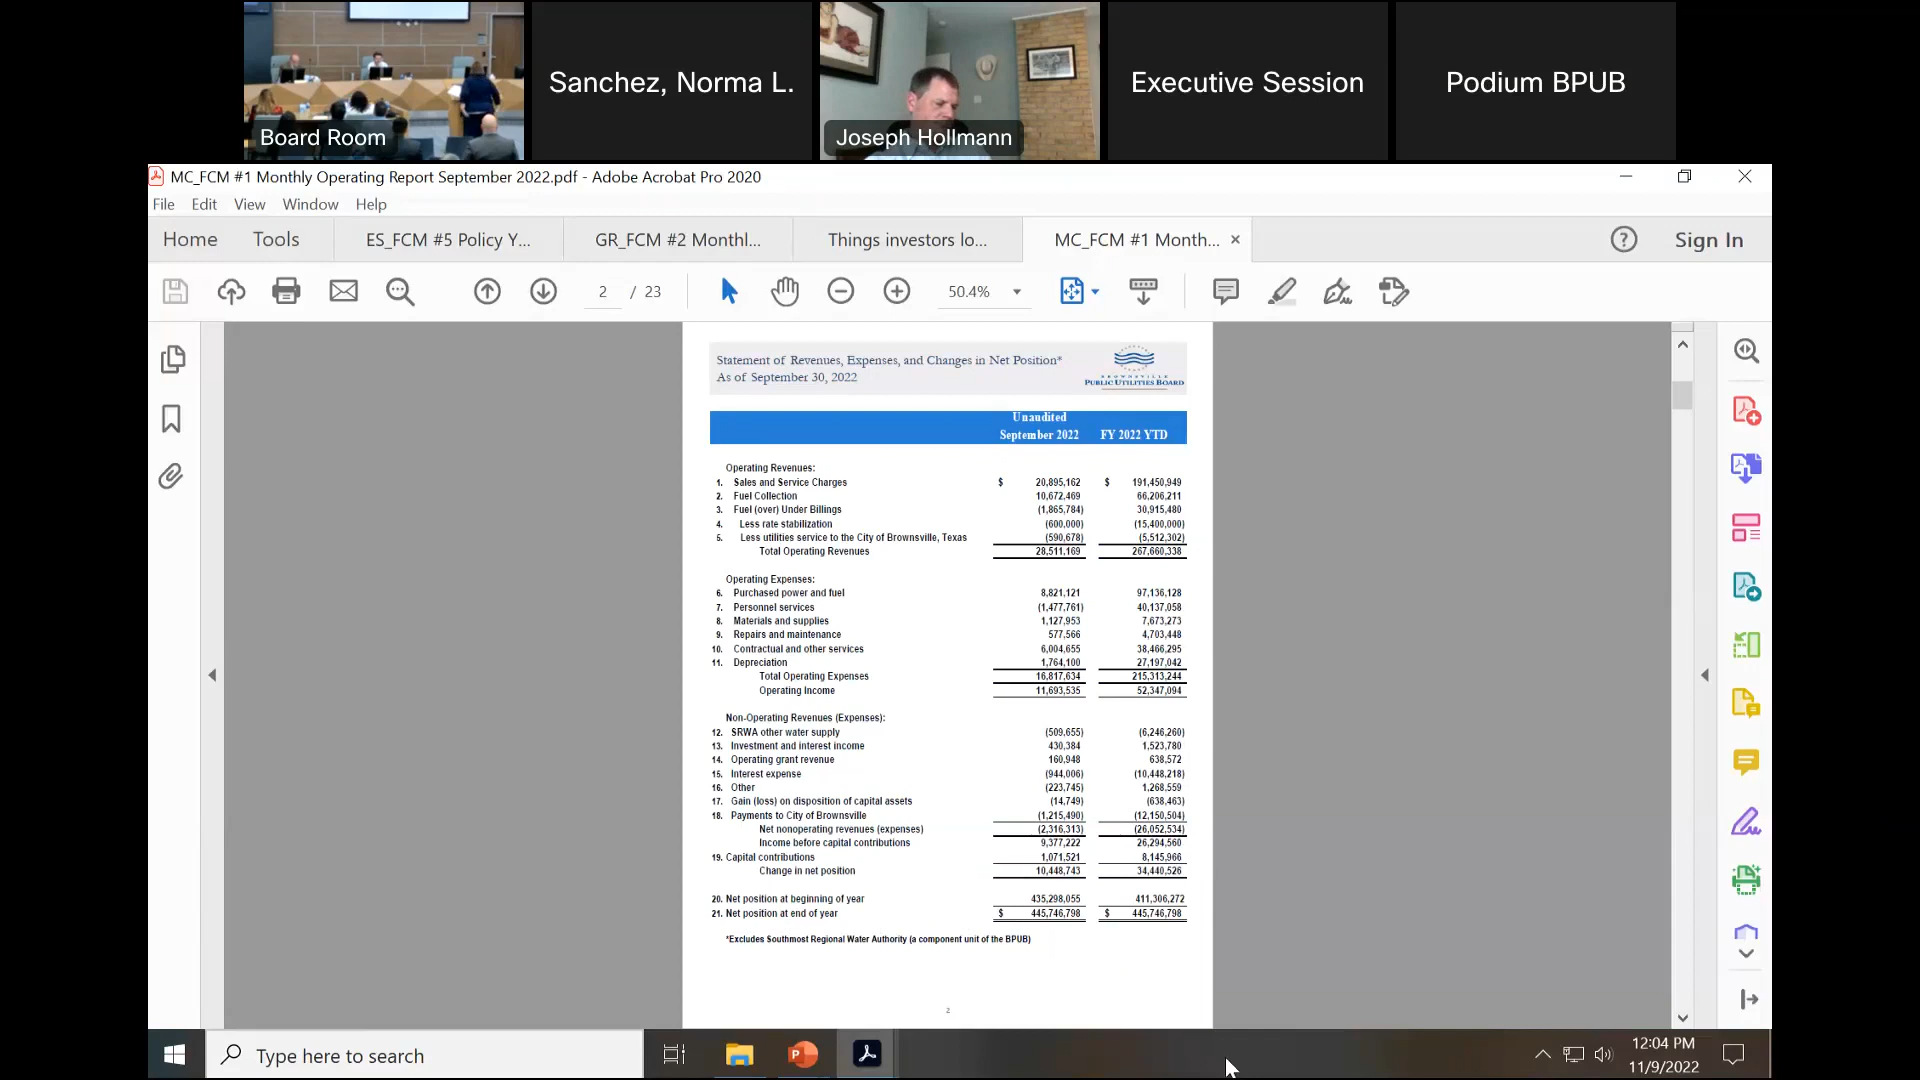 Board Room
Sanchez, Norma L.
Joseph Hollmann
Executive Session
Podium BPUB
MC_FCM #1 Monthly Operating Report September 2022.pdf - Adobe Acrobat Pro 2020
File Edit View Window Help
Home Tools ES_FCM #5 Policy Y... GR_FCM #2 Monthl... Things investors lo... MC_FCM #1 Month... × Sign In
2 / 23 50.4%
Statement of Revenues, Expenses, and Changes in Net Position*
As of September 30, 2022
BROWNSVILLE
PUBLIC UTILITIES BOARD
Unaudited
September 2022 FY 2022 YTD
Operating Revenues:
1. Sales and Service Charges $ 20,895,162 $ 191,450,949
2. Fuel Collection 10,672,469 66,206,211
3. Fuel (over) Under Billings (1,865,784) 30,915,480
4. Less rate stabilization (600,000) (15,400,000)
5. Less utilities service to the City of Brownsville, Texas (590,678) (5,512,302)
Total Operating Revenues 28,511,169 267,660,338
Operating Expenses:
6. Purchased power and fuel 8,821,121 97,136,128
7. Personnel services (1,477,761) 40,137,058
8. Materials and supplies 1,127,953 7,673,273
9. Repairs and maintenance 577,566 4,703,448
10. Contractual and other services 6,004,655 38,466,295
11. Depreciation 1,764,100 27,197,042
Total Operating Expenses 16,817,634 215,313,244
Operating Income 11,693,535 52,347,094
Non-Operating Revenues (Expenses):
12. SRWA other water supply (509,655) (6,246,260)
13. Investment and interest income 430,384 1,523,780
14. Operating grant revenue 160,948 638,572
15. Interest expense (944,006) (10,448,218)
16. Other (223,745) 1,268,559
17. Gain (loss) on disposition of capital assets (14,749) (638,463)
18. Payments to City of Brownsville (1,215,490) (12,150,504)
Net nonoperating revenues (expenses) (2,316,313) (26,052,534)
Income before capital contributions 9,377,222 26,294,560
19. Capital contributions 1,071,521 8,145,966
Change in net position 10,448,743 34,440,526
20. Net position at beginning of year 435,298,055 411,306,272
21. Net position at end of year $ 445,746,798 $ 445,746,798
*Excludes Southmost Regional Water Authority (a component unit of the BPUB)
2
Type here to search
12:04 PM
11/9/2022